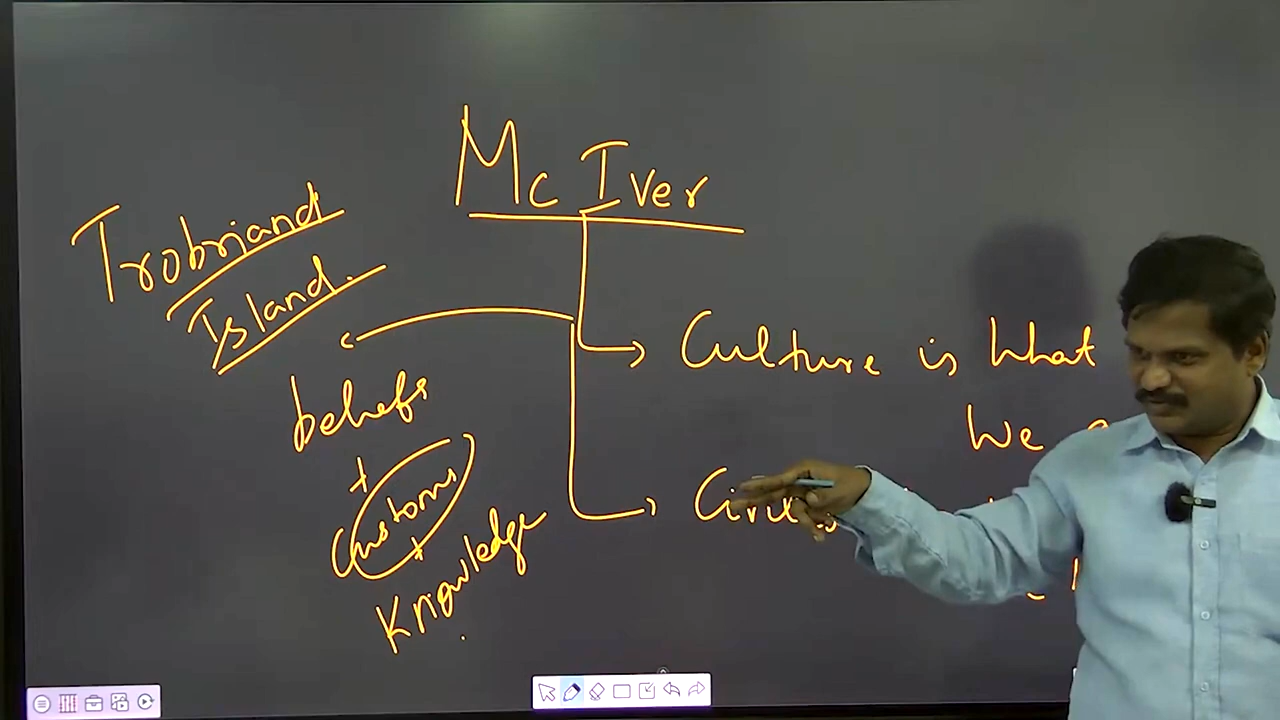 Mc Iver
Trobriand
Island.
Culture is What
We
beliefs
+
Customs
+
Knowledge